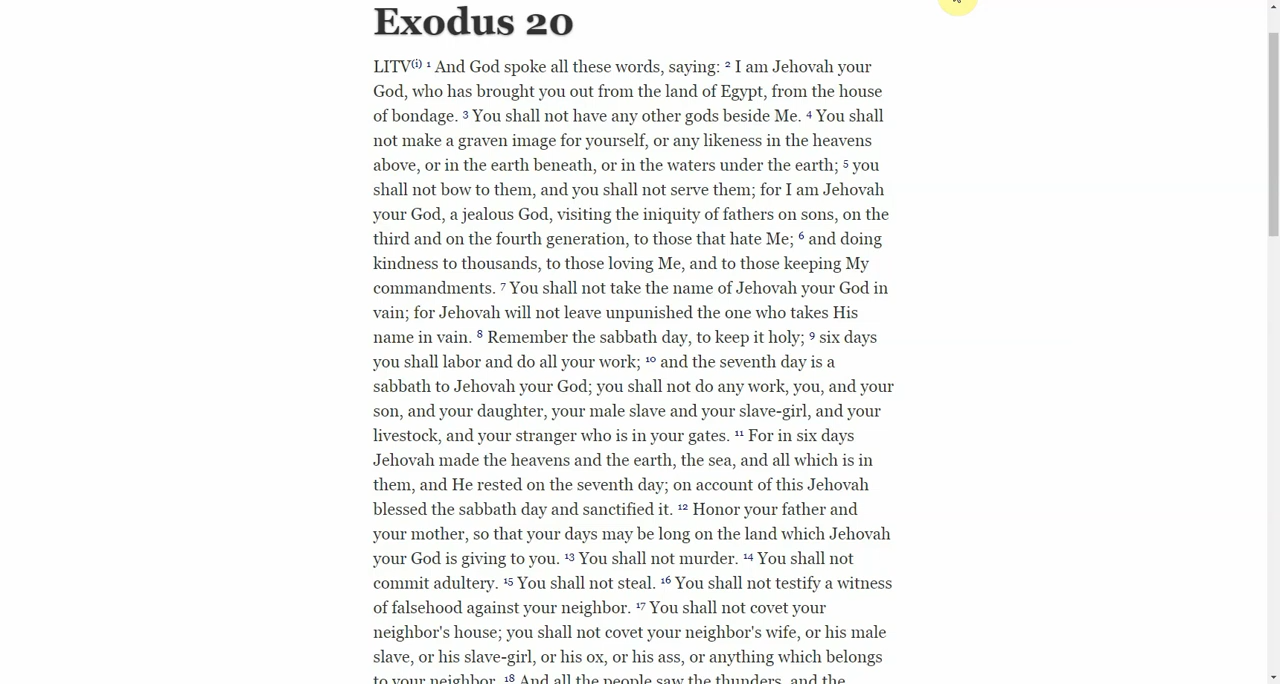 Exodus 20
LITV(i) 1 And God spoke all these words, saying: 2 I am Jehovah your
God, who has brought you out from the land of Egypt, from the house
of bondage. 3 You shall not have any other gods beside Me. 4 You shall
not make a graven image for yourself, or any likeness in the heavens
above, or in the earth beneath, or in the waters under the earth; 5 you
shall not bow to them, and you shall not serve them; for I am Jehovah
your God, a jealous God, visiting the iniquity of fathers on sons, on the
third and on the fourth generation, to those that hate Me; 6 and doing
kindness to thousands, to those loving Me, and to those keeping My
commandments. 7 You shall not take the name of Jehovah your God in
vain; for Jehovah will not leave unpunished the one who takes His
name in vain. 8 Remember the sabbath day, to keep it holy; 9 six days
you shall labor and do all your work; 10 and the seventh day is a
sabbath to Jehovah your God; you shall not do any work, you, and your
son, and your daughter, your male slave and your slave-girl, and your
livestock, and your stranger who is in your gates. 11 For in six days
Jehovah made the heavens and the earth, the sea, and all which is in
them, and He rested on the seventh day; on account of this Jehovah
blessed the sabbath day and sanctified it. 12 Honor your father and
your mother, so that your days may be long on the land which Jehovah
your God is giving to you. 13 You shall not murder. 14 You shall not
commit adultery. 15 You shall not steal. 16 You shall not testify a witness
of falsehood against your neighbor. 17 You shall not covet your
neighbor's house; you shall not covet your neighbor's wife, or his male
slave, or his slave-girl, or his ox, or his ass, or anything which belongs
to your neighbor. 18 And all the people saw the thunders, and the